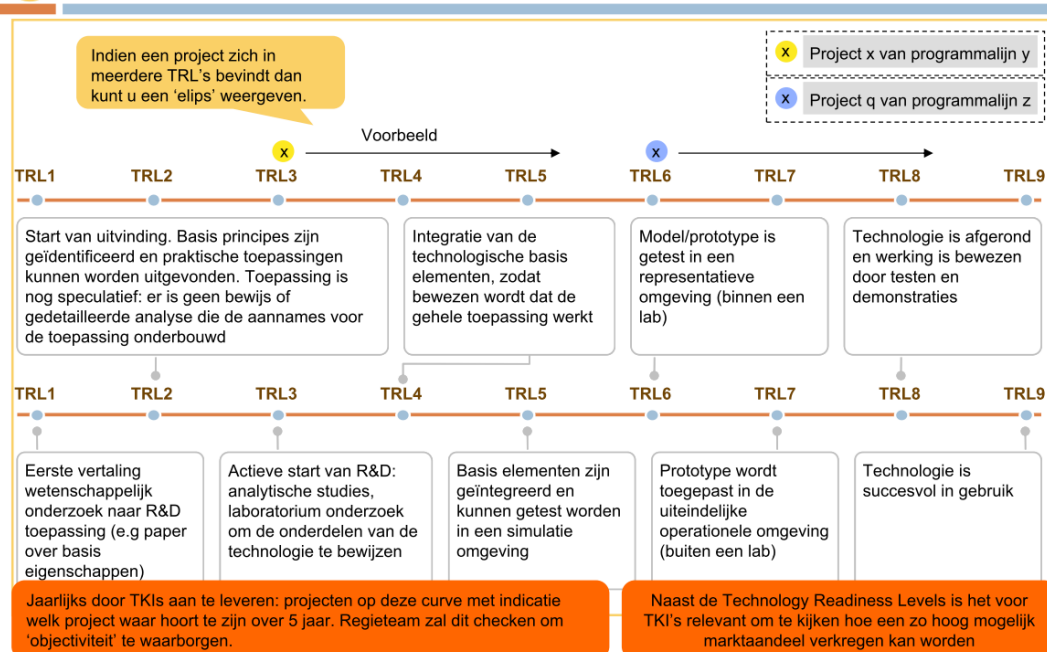 Indien een project zich in
meerdere TRL's bevindt dan
kunt u een 'elips' weergeven.
x Project x van programmalijn y
x Project q van programmalijn z
Voorbeeld
x
x
TRL1 TRL2 TRL3 TRL4 TRL5 TRL6 TRL7 TRL8 TRL9
Start van uitvinding. Basis principes zijn
geïdentificeerd en praktische toepassingen
kunnen worden uitgevonden. Toepassing is
nog speculatief: er is geen bewijs of
gedetailleerde analyse die de aannames voor
de toepassing onderbouwd
Integratie van de
technologische basis
elementen, zodat
bewezen wordt dat de
gehele toepassing werkt
Model/prototype is
getest in een
representatieve
omgeving (binnen een
lab)
Technologie is afgerond
en werking is bewezen
door testen en
demonstraties
TRL1 TRL2 TRL3 TRL4 TRL5 TRL6 TRL7 TRL8 TRL9
Eerste vertaling
wetenschappelijk
onderzoek naar R&D
toepassing (e.g paper
over basis
eigenschappen)
Actieve start van R&D:
analytische studies,
laboratorium onderzoek
om de onderdelen van de
technologie te bewijzen
Basis elementen zijn
geïntegreerd en
kunnen getest worden
in een simulatie
omgeving
Prototype wordt
toegepast in de
uiteindelijke
operationele omgeving
(buiten een lab)
Technologie is
succesvol in gebruik
Jaarlijks door TKIs aan te leveren: projecten op deze curve met indicatie
welk project waar hoort te zijn over 5 jaar. Regieteam zal dit checken om
'objectiviteit' te waarborgen.
Naast de Technology Readiness Levels is het voor
TKI's relevant om te kijken hoe een zo hoog mogelijk
marktaandeel verkregen kan worden